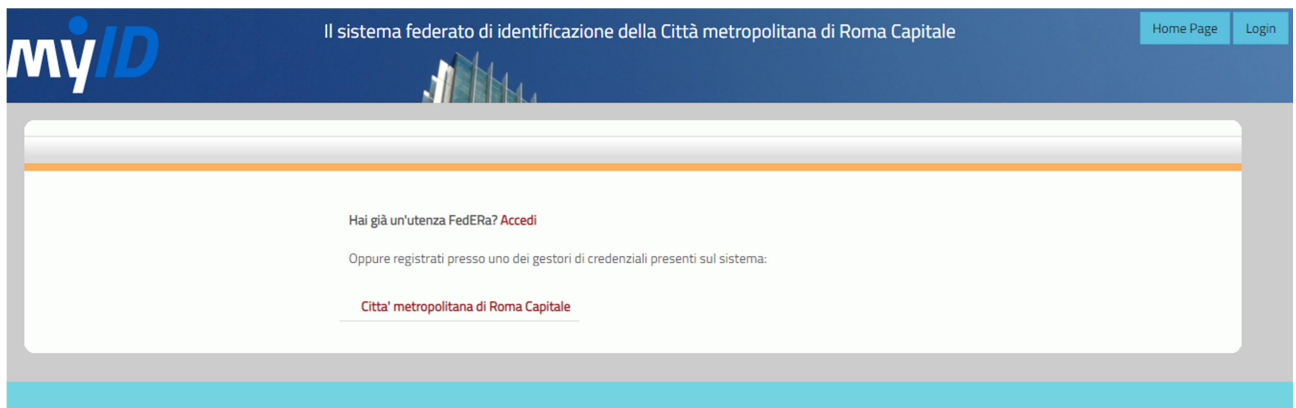 myID
Il sistema federato di identificazione della Città metropolitana di Roma Capitale
Home Page
Login
Hai già un'utenza FedERa? Accedi
Oppure registrati presso uno dei gestori di credenziali presenti sul sistema:
Citta' metropolitana di Roma Capitale